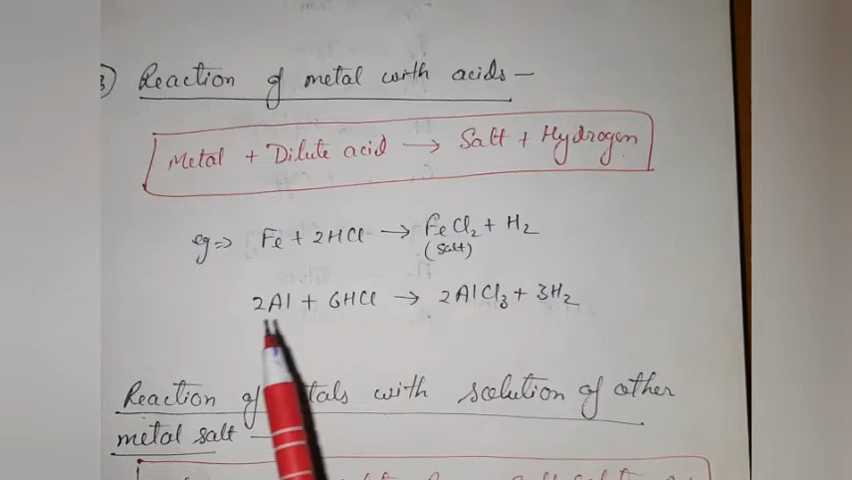 3) Reaction of metal with acids -
Metal + Dilute acid → Salt + Hydrogen
eg => Fe + 2HCl → FeCl₂ + H₂
(Salt)
2Al + 6HCl → 2AlCl₃ + 3H₂
Reaction of metals with solution of other
metal salt -